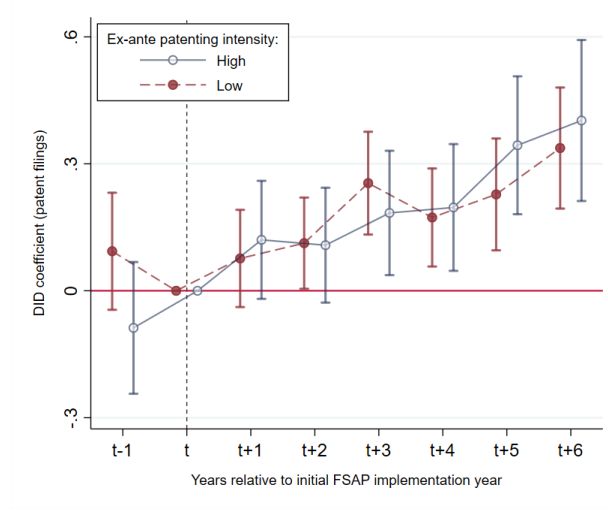 Ex-ante patenting intensity:
High
Low
DID coefficient (patent filings)
.6
.3
0
-.3
t-1 t t+1 t+2 t+3 t+4 t+5 t+6
Years relative to initial FSAP implementation year